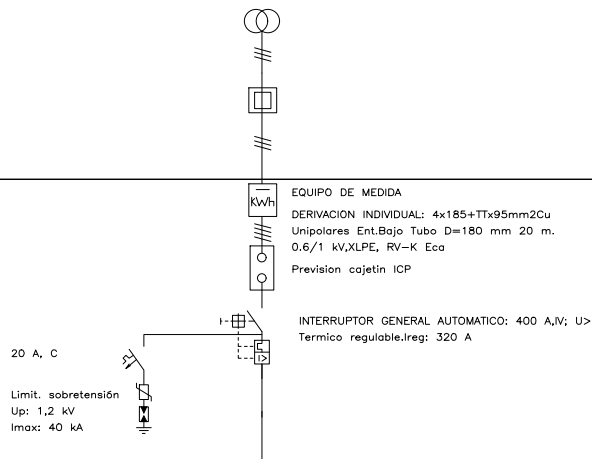 KWh
EQUIPO DE MEDIDA
DERIVACION INDIVIDUAL: 4x185+TTx95mm2Cu
Unipolares Ent.Bajo Tubo D=180 mm 20 m.
0.6/1 kV,XLPE, RV-K Eca
Prevision cajetin ICP
INTERRUPTOR GENERAL AUTOMATICO: 400 A,IV; U>
Termico regulable.Ireg: 320 A
I>
20 A, C
Limit. sobretensión
Up: 1,2 kV
Imax: 40 kA